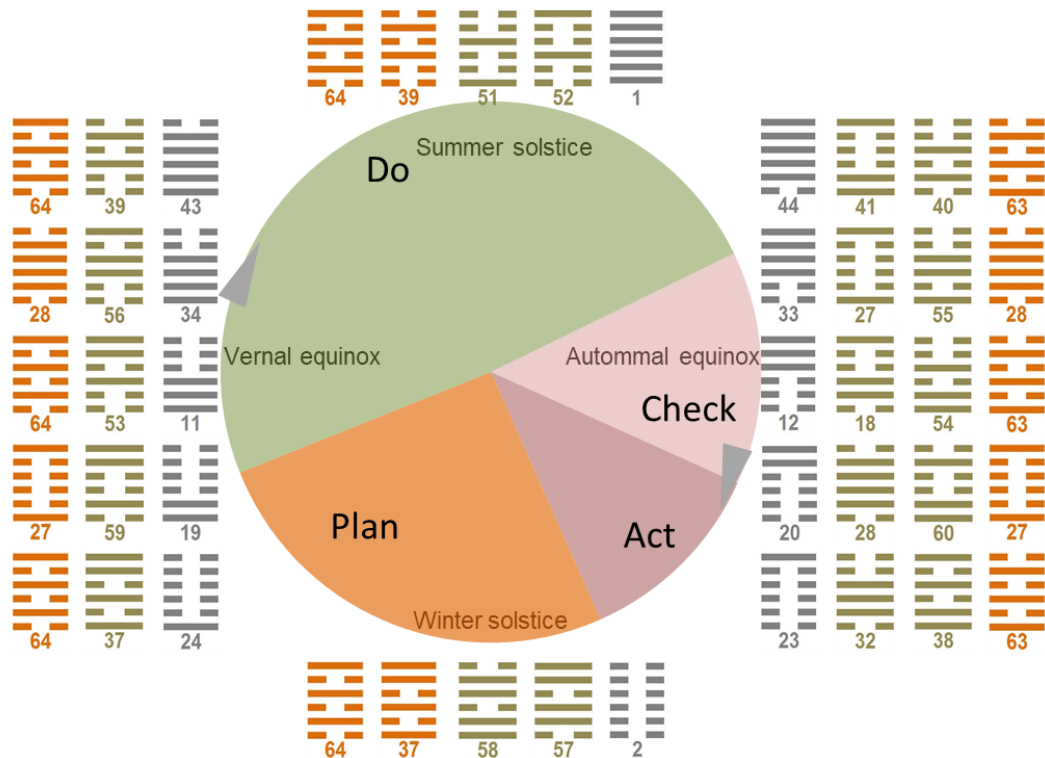 64 39 51 52 1
Summer solstice
Do
64 39 43 44 41 40 63
28 56 34 33 27 55 28
Vernal equinox Autommal equinox
64 53 11 Check 12 18 54 63
27 59 19 Plan Act 20 28 60 27
Winter solstice
64 37 24 23 32 38 63
64 37 58 57 2